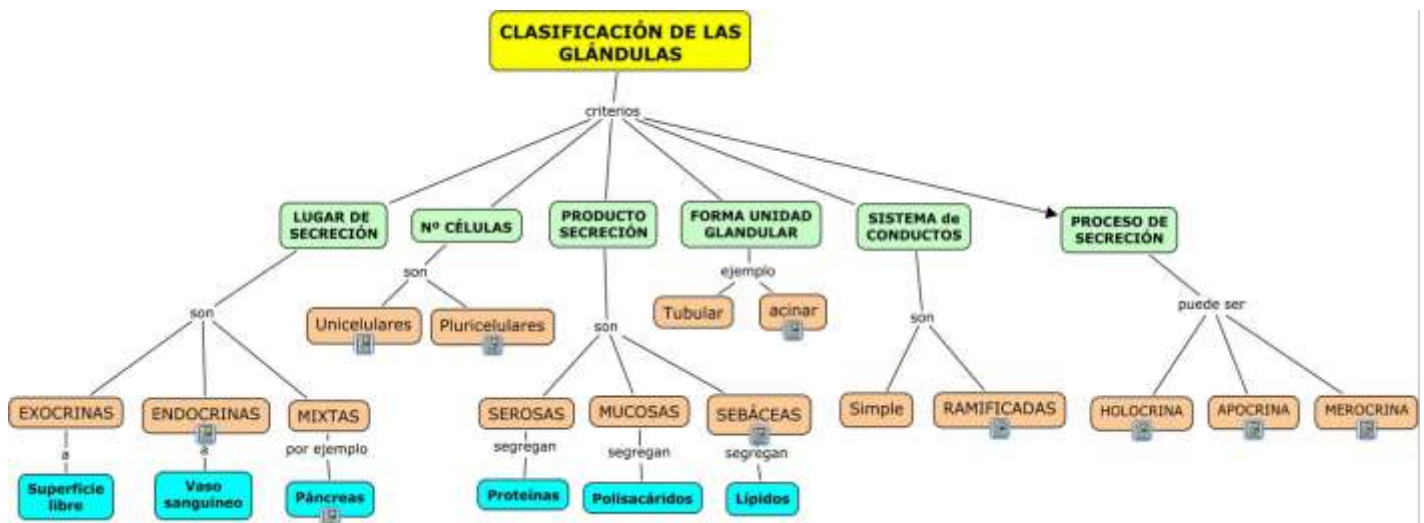 CLASIFICACIÓN DE LAS
GLÁNDULAS
criterios
LUGAR DE
SECRECIÓN
Nº CÉLULAS
PRODUCTO
SECRECIÓN
FORMA UNIDAD
GLANDULAR
SISTEMA de
CONDUCTOS
PROCESO DE
SECRECIÓN
son
son
son
ejemplo
son
puede ser
Unicelulares
Pluricelulares
Tubular
acinar
EXOCRINAS
ENDOCRINAS
MIXTAS
SEROSAS
MUCOSAS
SEBÁCEAS
Simple
RAMIFICADAS
HOLOCRINA
APOCRINA
MEROCRINA
a
a
por ejemplo
segregan
segregan
segregan
Superficie
libre
Vaso
sanguíneo
Páncreas
Proteínas
Polisacáridos
Lípidos